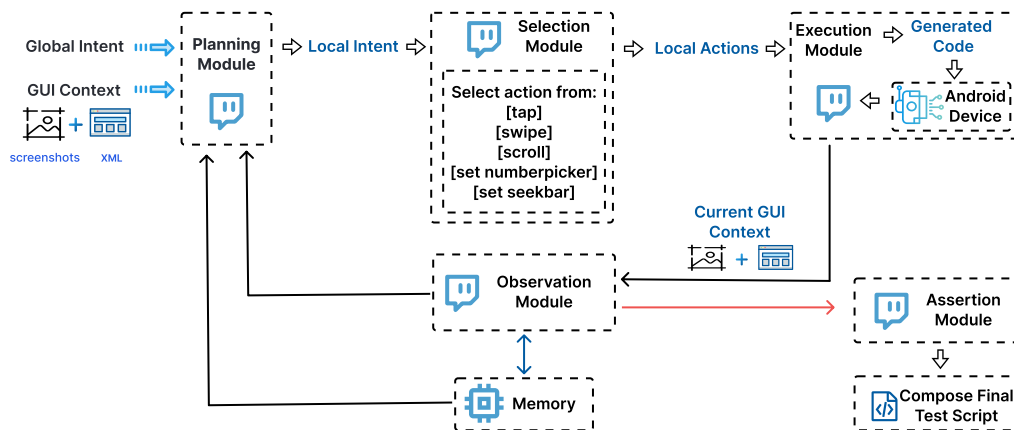 Global Intent
GUI Context
screenshots
XML
Planning
Module
Local Intent
Selection
Module
Select action from:
[tap]
[swipe]
[scroll]
[set numberpicker]
[set seekbar]
Local Actions
Execution
Module
Generated
Code
Android
Device
Current GUI
Context
Observation
Module
Assertion
Module
Memory
Compose Final
Test Script